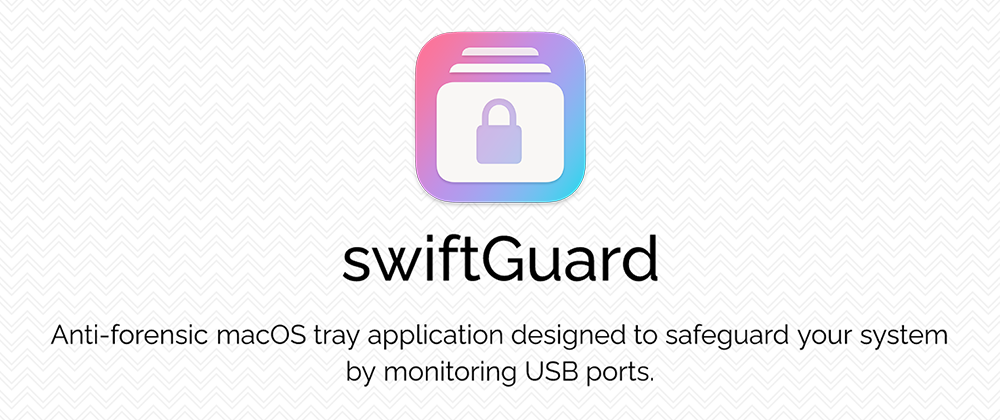 swiftGuard
Anti-forensic macOS tray application designed to safeguard your system
by monitoring USB ports.